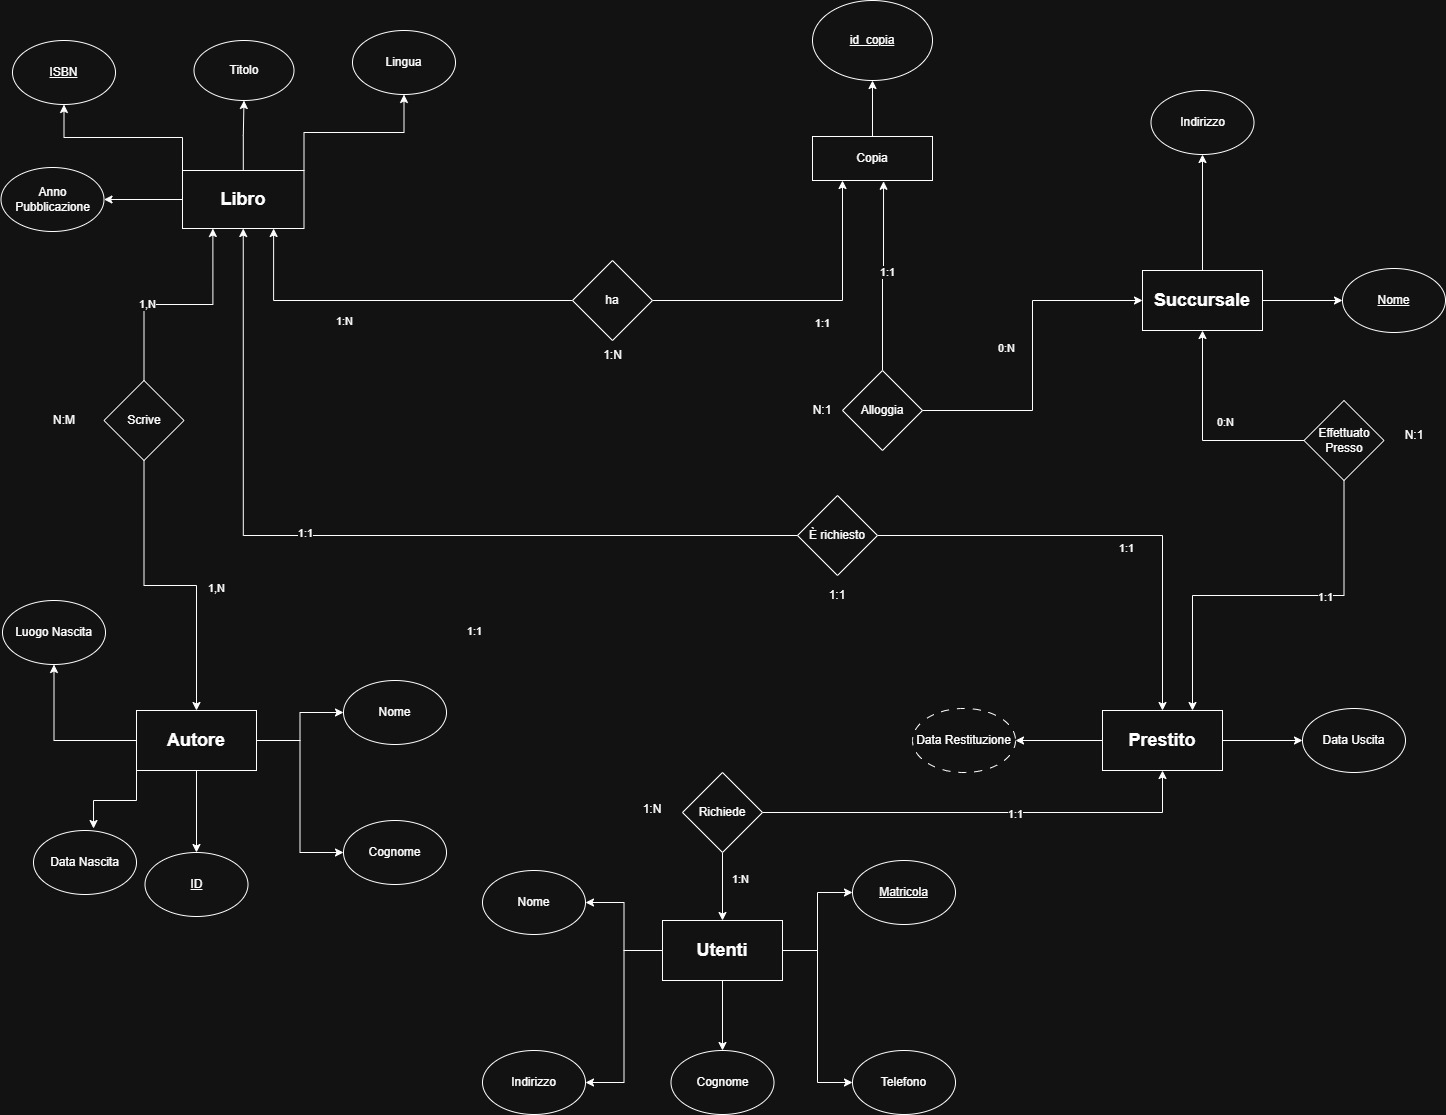 id_copia
Lingua
Titolo
ISBN
Indirizzo
Copia
Anno
Pubblicazione
Libro
1:1
ha
Succursale
Nome
1,N
1:N
1:1
0:N
1:N
N:1
Alloggia
N:M
Scrive
0:N
Effettuato
Presso
N:1
1:1
È richiesto
1:1
1,N
1:1
1:1
Luogo Nascita
1:1
Nome
Autore
Data Restituzione
Prestito
Data Uscita
1:N
Richiede
1:1
Cognome
Data Nascita
ID
1:N
Matricola
Nome
Utenti
Indirizzo
Cognome
Telefono